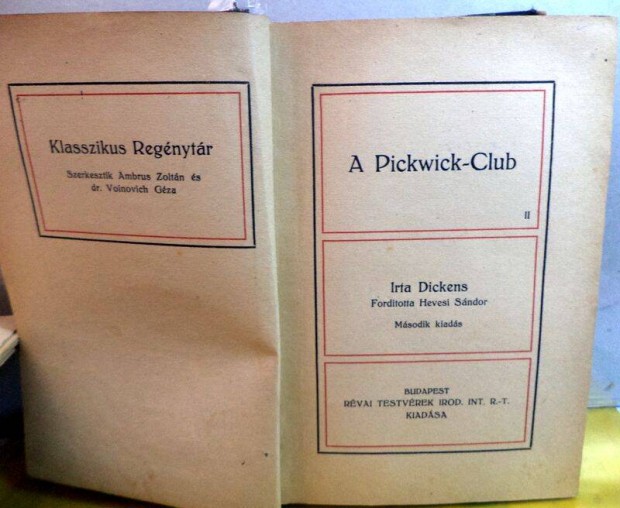 Klasszikus Regénytár
Szerkesztik Ambrus Zoltán és
dr. Voinovich Géza
A Pickwick-Club
II
Irta Dickens
Forditotta Hevesi Sándor
Második kiadás
BUDAPEST
RÉVAI TESTVÉREK IROD. INT. R.-T.
KIADÁSA